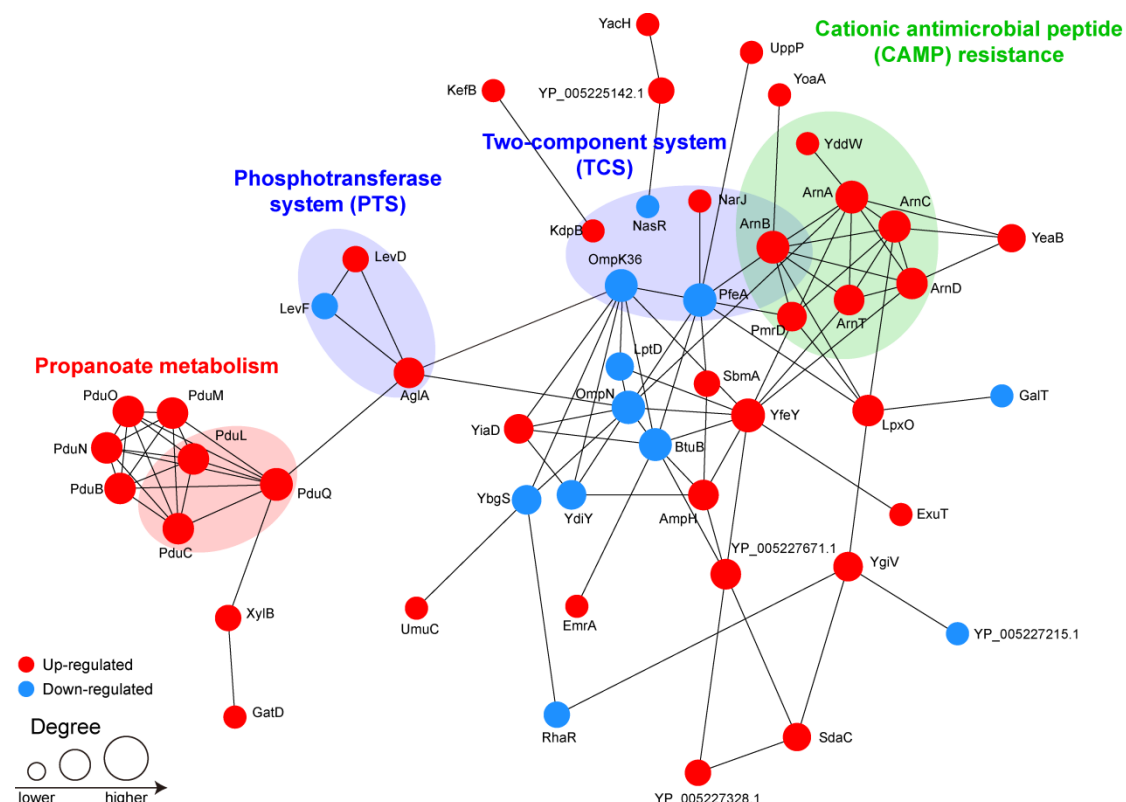 YacH
Cationic antimicrobial peptide
(CAMP) resistance
UppP
KefB
YP_005225142.1
YoaA
Two-component system
(TCS)
YddW
Phosphotransferase
system (PTS)
ArnA
ArnC
NarJ
NasR
ArnB
KdpB
YeaB
LevD
OmpK36
PfeA
ArnD
LevF
ArnT
PmrD
LptD
Propanoate metabolism
SbmA
AglA
OmpN
GalT
PduO
PduM
YfeY
LpxO
YiaD
PduL
PduN
BtuB
PduB
PduQ
YbgS
YdiY
AmpH
ExuT
PduC
YP_005227671.1
YgiV
XylB
UmuC
EmrA
YP_005227215.1
Up-regulated
Down-regulated
GatD
Degree
RhaR
SdaC
lower
higher
YP_005227328.1